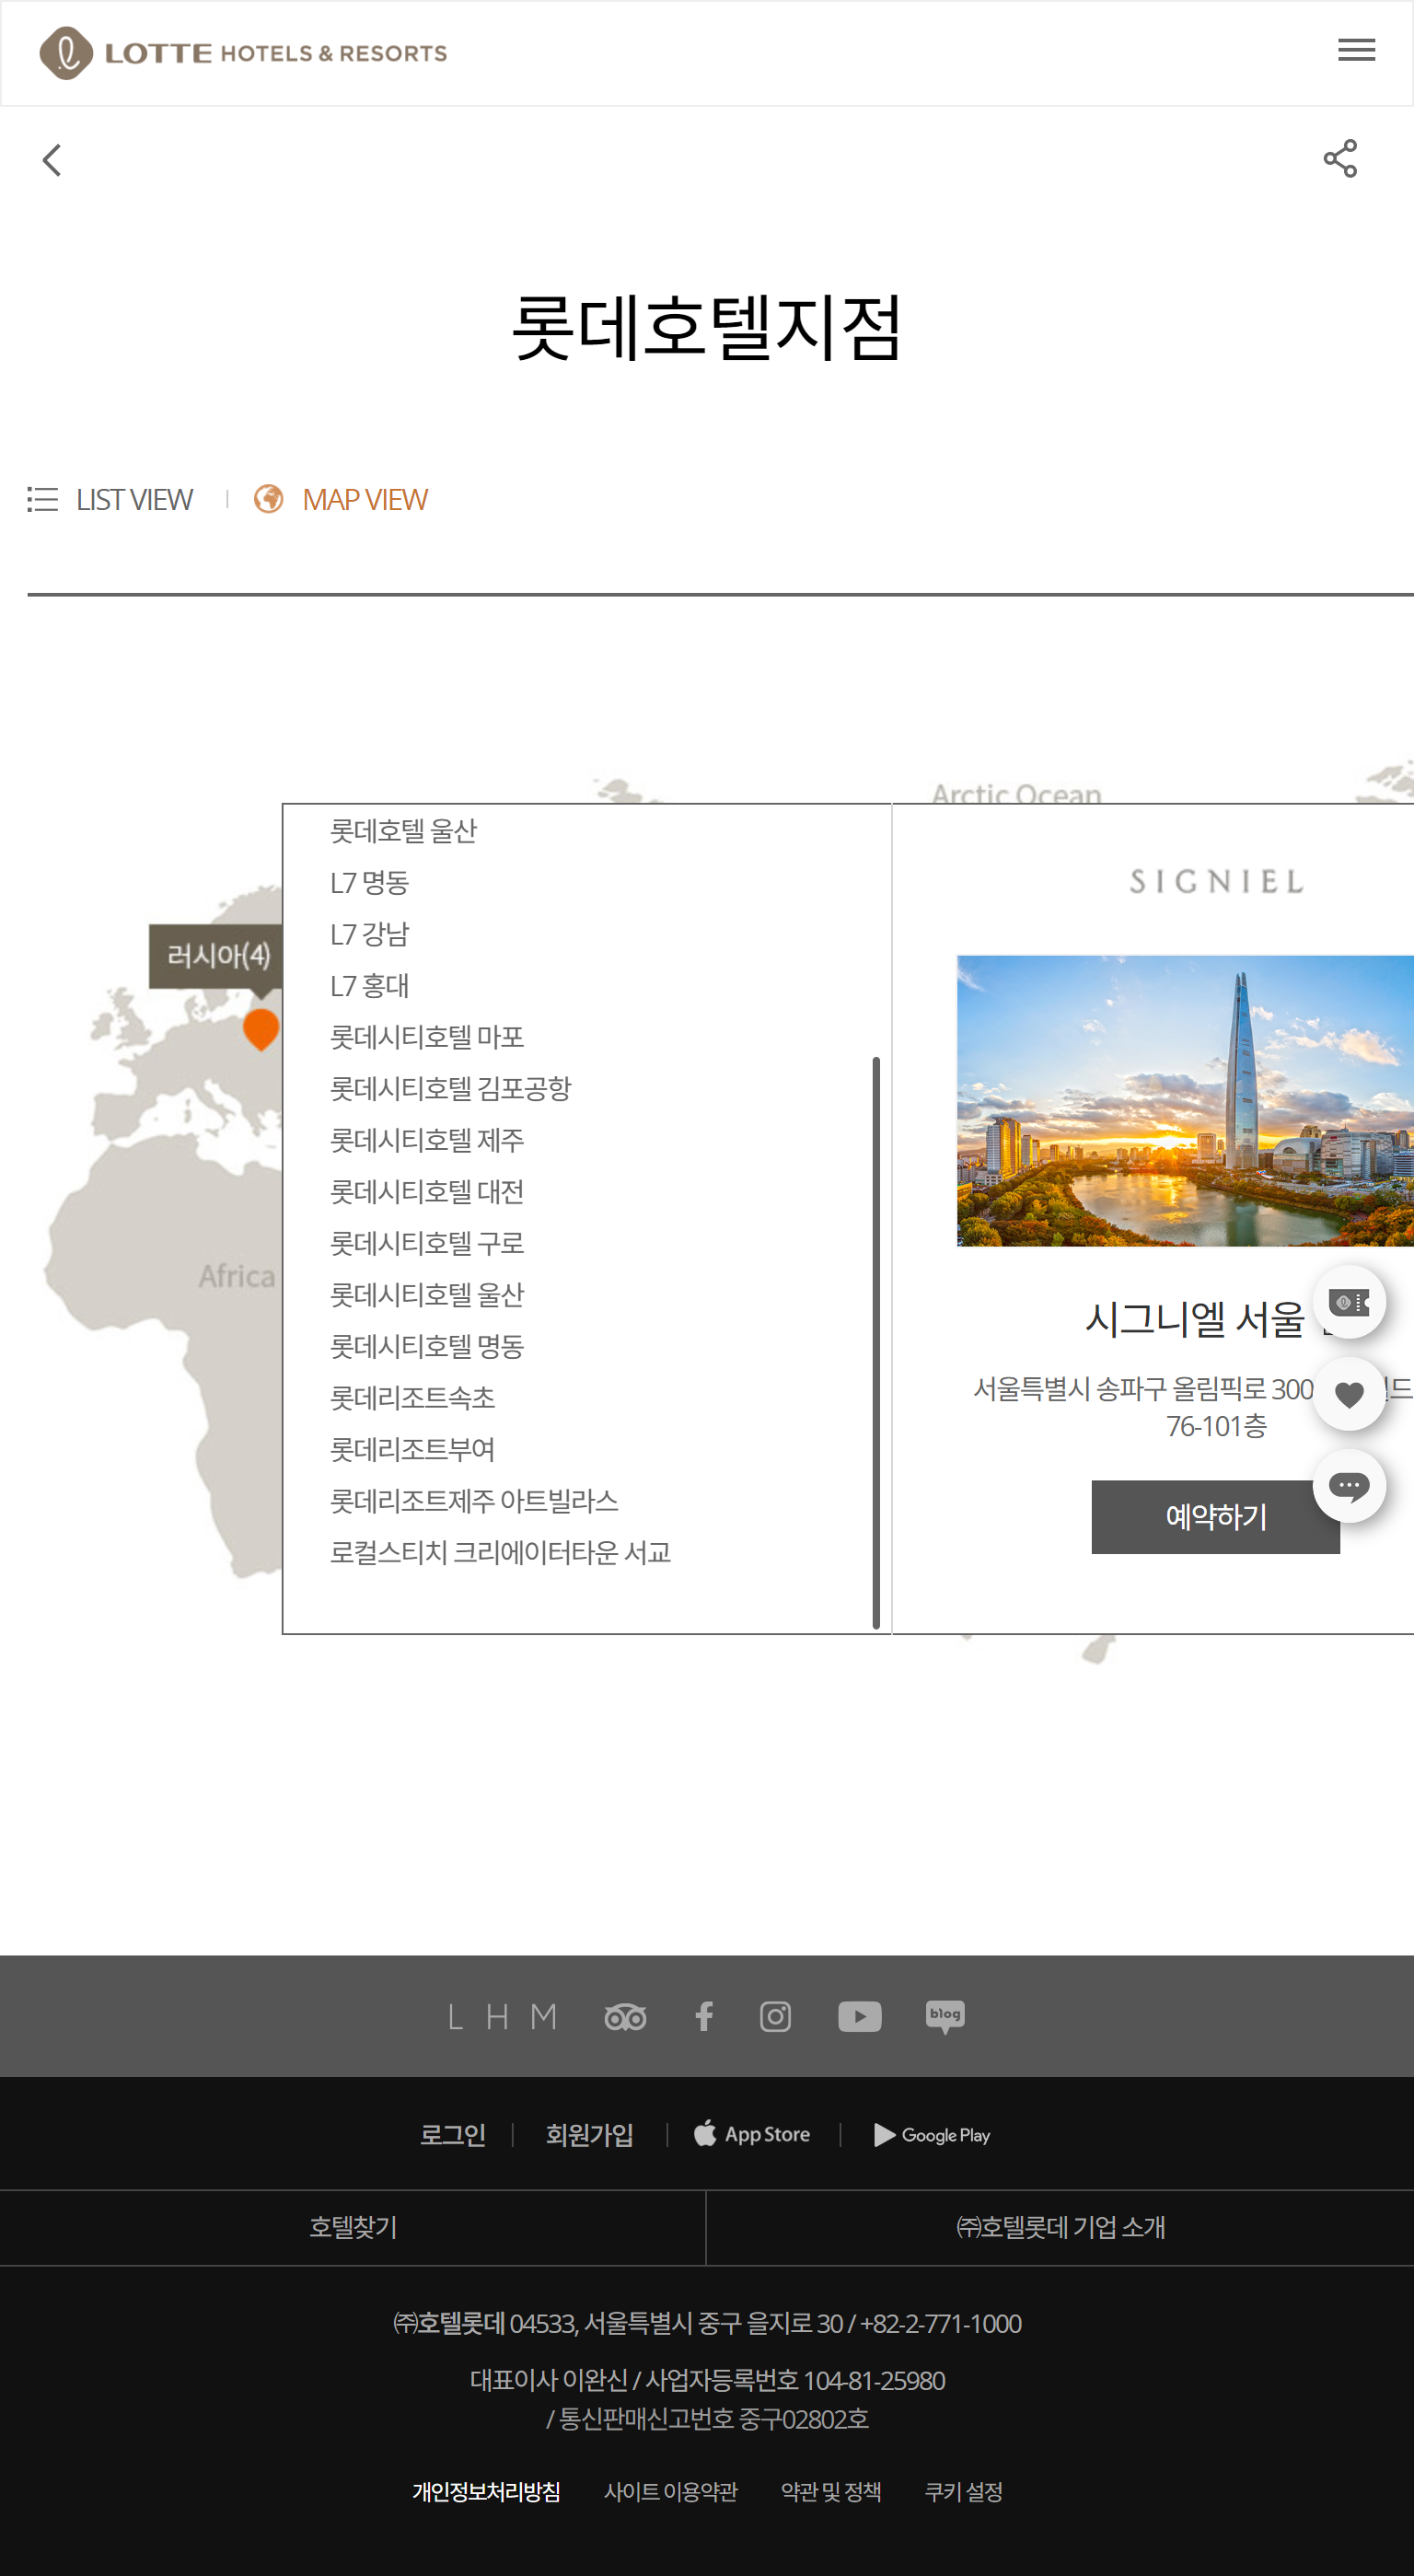 LOTTE HOTELS & RESORTS
롯데호텔지점
LIST VIEW
MAP VIEW
Arctic Ocean
롯데호텔 울산
L7 명동
L7 강남
L7 홍대
롯데시티호텔 마포
롯데시티호텔 김포공항
롯데시티호텔 제주
롯데시티호텔 대전
롯데시티호텔 구로
롯데시티호텔 울산
롯데시티호텔 명동
롯데리조트속초
롯데리조트부여
롯데리조트제주 아트빌라스
로컬스티치 크리에이터타운 서교
러시아(4)
Africa
SIGNIEL
시그니엘 서울
서울특별시 송파구 올림픽로 300
76-101층
예약하기
L H M
blog
로그인
회원가입
App Store
Google Play
호텔찾기
㈜호텔롯데 기업 소개
㈜호텔롯데 04533, 서울특별시 중구 을지로 30 / +82-2-771-1000
대표이사 이완신 / 사업자등록번호 104-81-25980
/ 통신판매신고번호 중구02802호
개인정보처리방침
사이트 이용약관
약관 및 정책
쿠키 설정